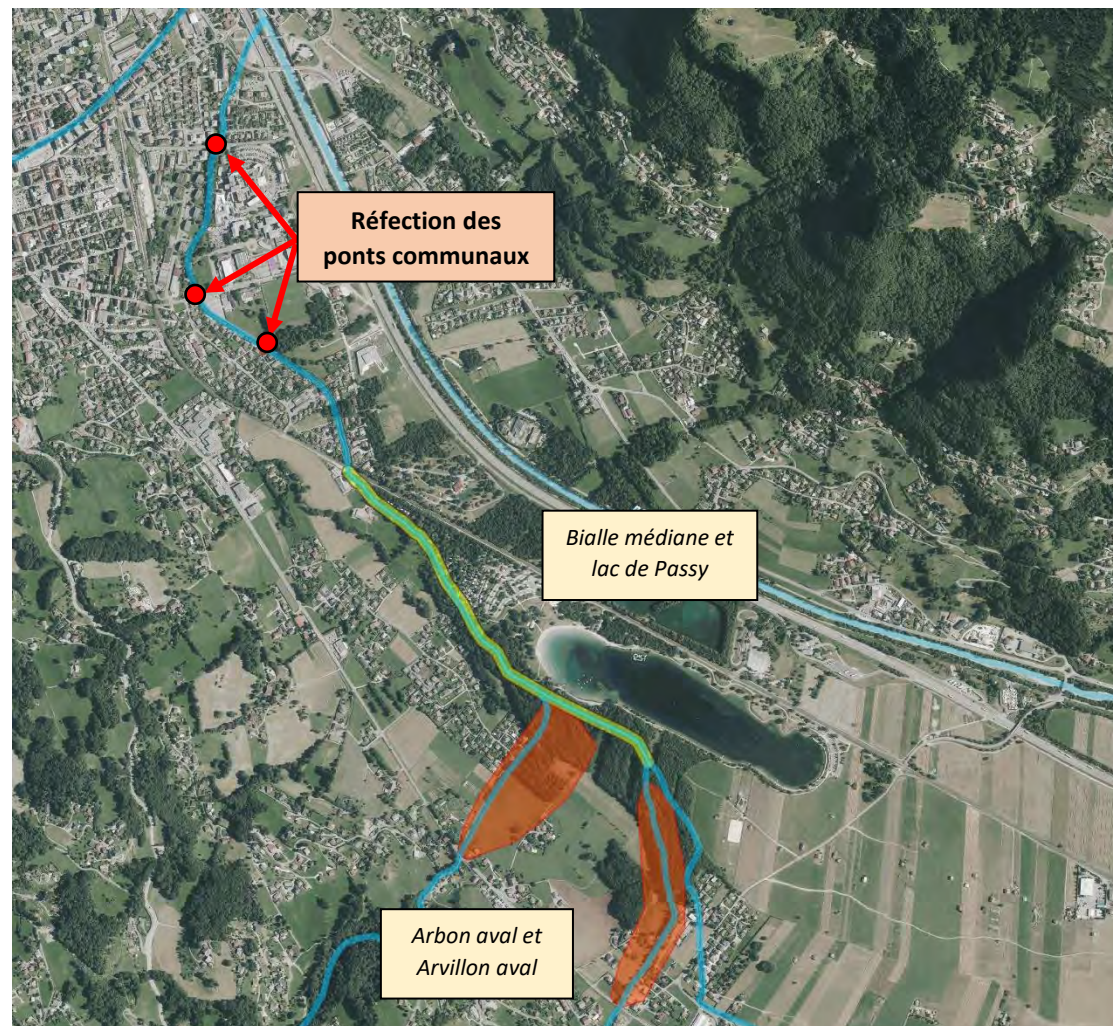 Réfection des
ponts communaux
Bialle médiane et
lac de Passy
Arbon aval et
Arvillon aval